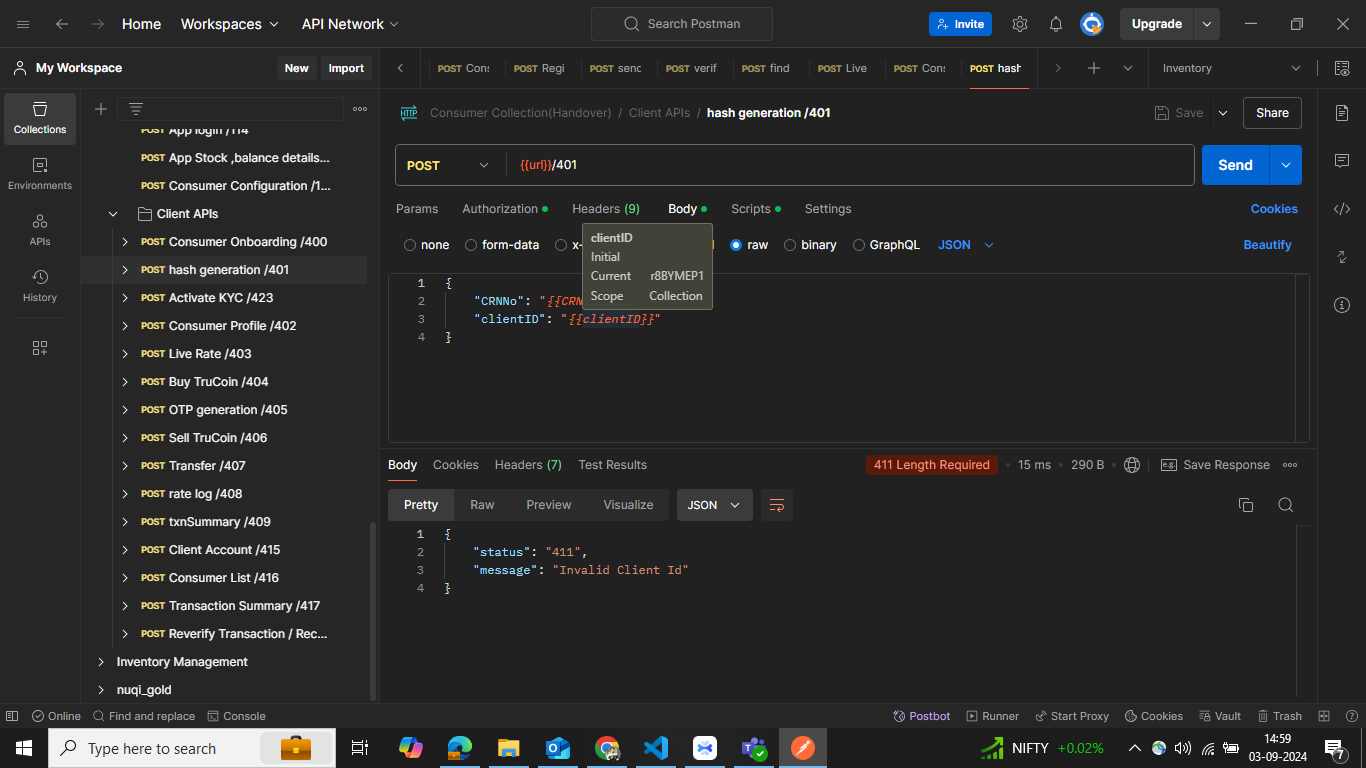 Home
Workspaces
API Network
Search Postman
Invite
Upgrade
My Workspace
New
Import
POST Con
POST Regi
POST senc
POST verif
POST find
POST Live
POST Con
POST hash
Inventory
Collections
Environments
APIs
History
POST App login /114
POST App Stock ,balance details...
POST Consumer Configuration /1...
Client APIs
POST Consumer Onboarding /400
POST hash generation /401
POST Activate KYC /423
POST Consumer Profile /402
POST Live Rate /403
POST Buy TruCoin /404
POST OTP generation /405
POST Sell TruCoin /406
POST Transfer /407
POST rate log /408
POST txnSummary /409
POST Client Account /415
POST Consumer List /416
POST Transaction Summary /417
POST Reverify Transaction / Rec...
Inventory Management
nuqi_gold
HTTP Consumer Collection(Handover) / Client APIs / hash generation /401
Save
Share
POST {{url}}/401
Send
Params Authorization Headers (9) Body Scripts Settings
Cookies
none form-data x- raw binary GraphQL JSON
Beautify
clientID
Initial
Current r8BYMEP1
Scope Collection
1 {
2 "CRNNo": "{{CRN
3 "clientID": "{{clientID}}"
4 }
Body Cookies Headers (7) Test Results
411 Length Required 15 ms 290 B
e.g. Save Response
Pretty Raw Preview Visualize JSON
1 {
2 "status": "411",
3 "message": "Invalid Client Id"
4 }
Online Find and replace Console
Postbot Runner Start Proxy Cookies Vault Trash
Type here to search
NIFTY +0.02%
14:59
03-09-2024
7